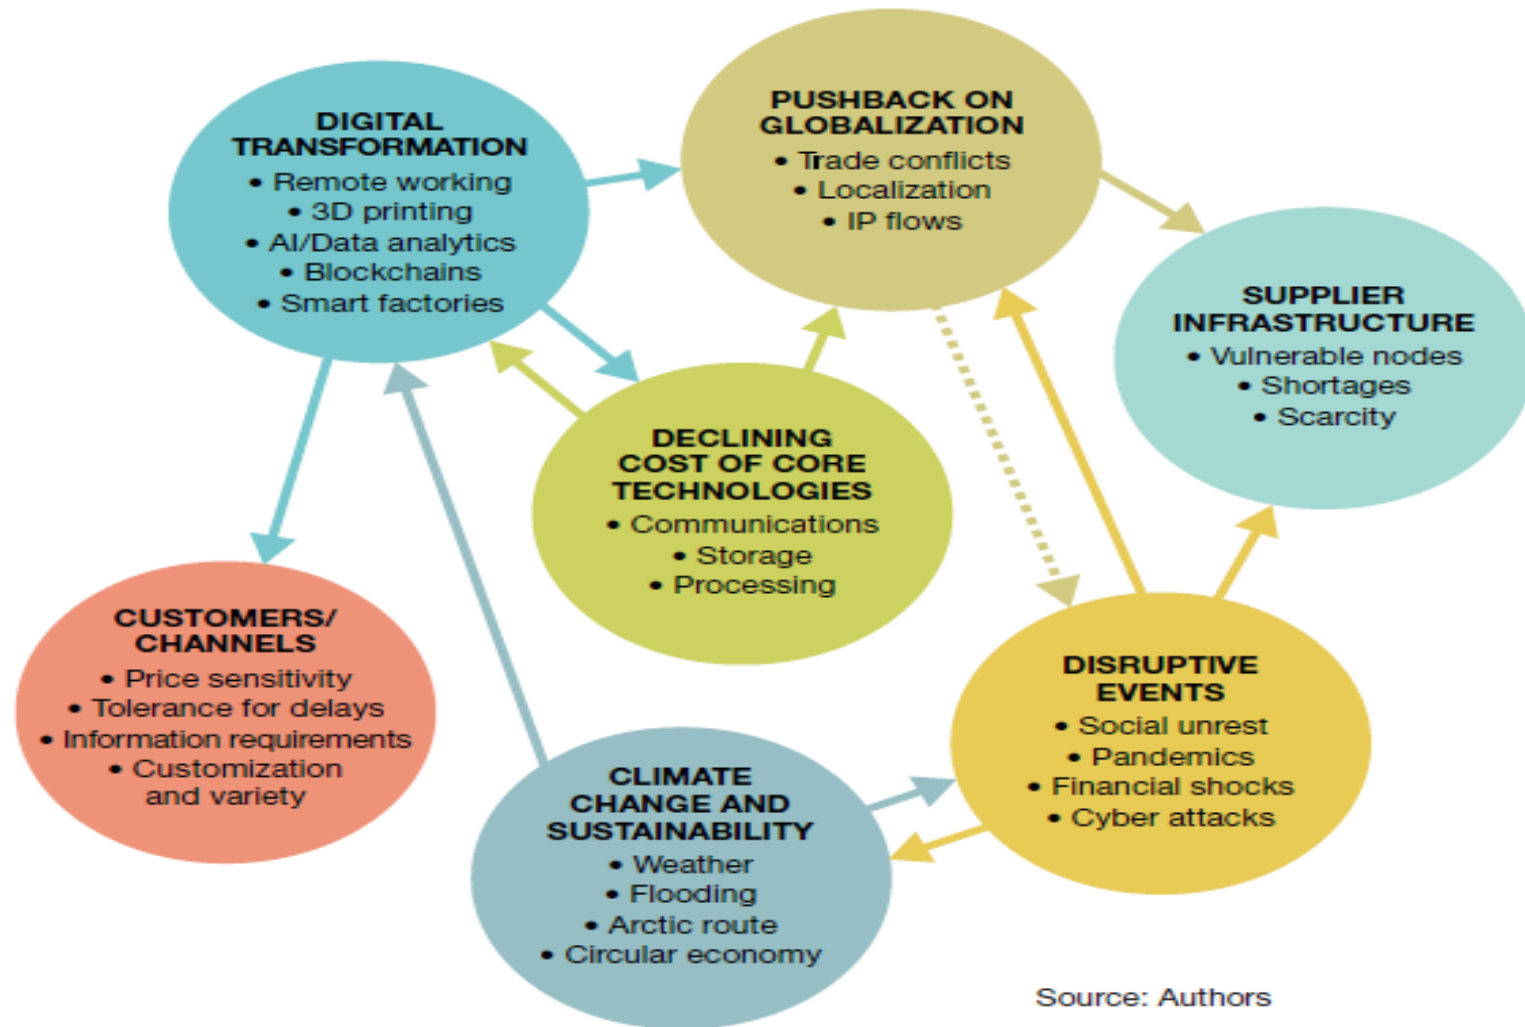 DIGITAL
TRANSFORMATION
• Remote working
• 3D printing
• AI/Data analytics
• Blockchains
• Smart factories
PUSHBACK ON
GLOBALIZATION
• Trade conflicts
• Localization
• IP flows
SUPPLIER
INFRASTRUCTURE
• Vulnerable nodes
• Shortages
• Scarcity
DECLINING
COST OF CORE
TECHNOLOGIES
• Communications
• Storage
• Processing
CUSTOMERS/
CHANNELS
• Price sensitivity
• Tolerance for delays
• Information requirements
• Customization
and variety
DISRUPTIVE
EVENTS
• Social unrest
• Pandemics
• Financial shocks
• Cyber attacks
CLIMATE
CHANGE AND
SUSTAINABILITY
• Weather
• Flooding
• Arctic route
• Circular economy
Source: Authors